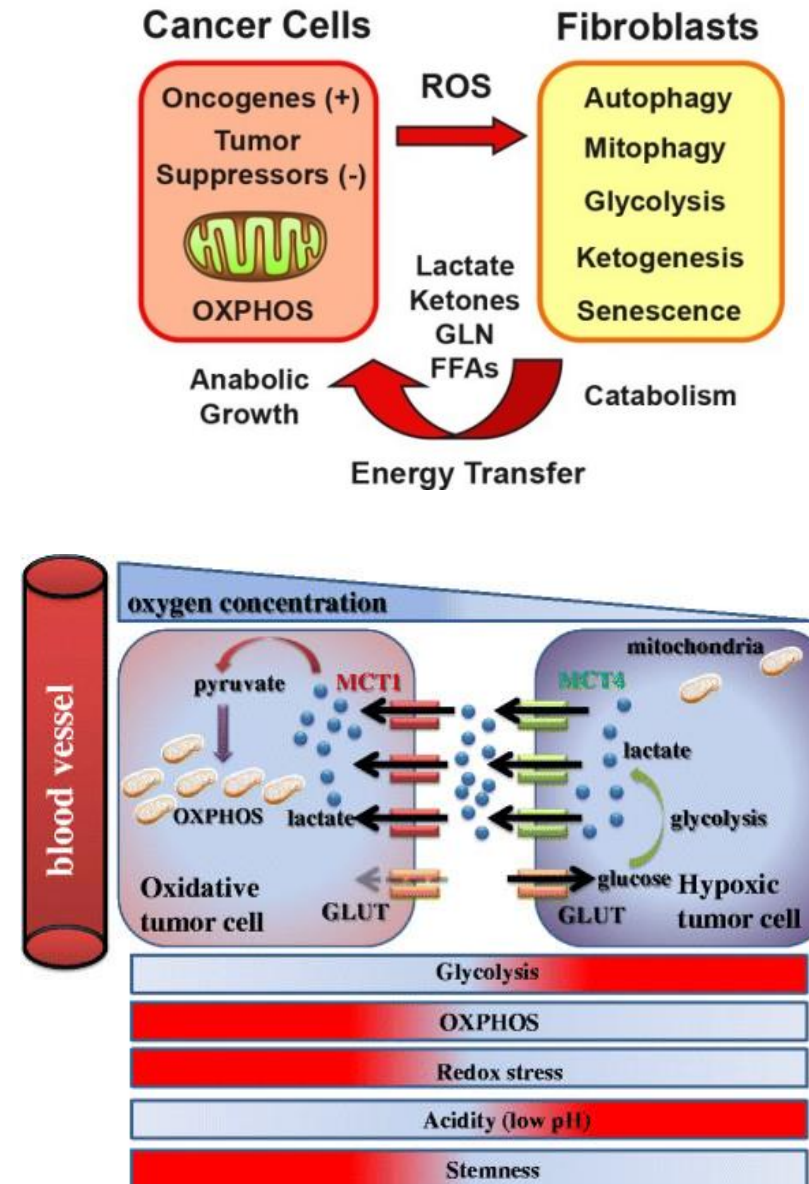 Cancer Cells
Fibroblasts
Oncogenes (+)
Tumor
Suppressors (-)
OXPHOS
ROS
Autophagy
Mitophagy
Glycolysis
Ketogenesis
Senescence
Lactate
Ketones
GLN
FFAs
Anabolic
Growth
Catabolism
Energy Transfer
blood vessel
oxygen concentration
pyruvate
MCT1
OXPHOS
lactate
Oxidative
tumor cell
GLUT
mitochondria
MCT4
lactate
glycolysis
glucose
Hypoxic
tumor cell
GLUT
Glycolysis
OXPHOS
Redox stress
Acidity (low pH)
Stemness